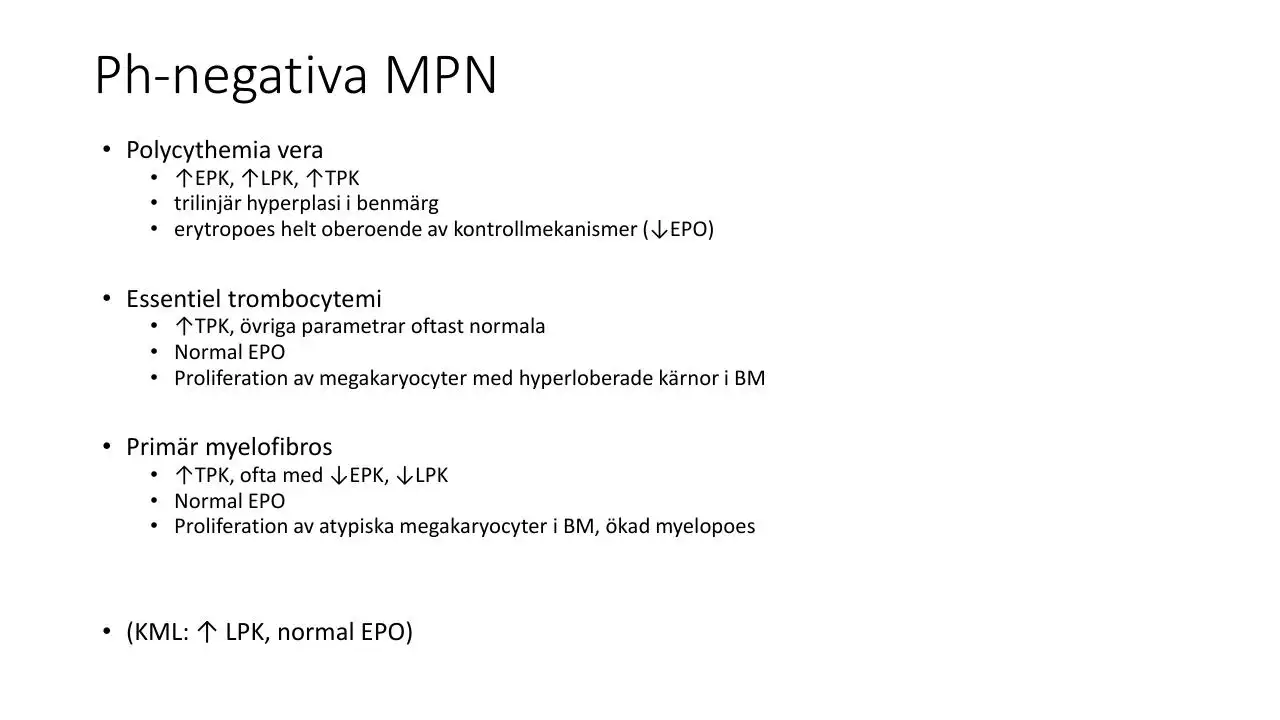 Ph-negativa MPN
• Polycythemia vera
• ↑EPK, ↑LPK, ↑TPK
• trilinjär hyperplasi i benmärg
• erytropoes helt oberoende av kontrollmekanismer (↓EPO)
• Essentiel trombocytemi
• ↑TPK, övriga parametrar oftast normala
• Normal EPO
• Proliferation av megakaryocyter med hyperloberade kärnor i BM
• Primär myelofibros
• ↑TPK, ofta med ↓EPK, ↓LPK
• Normal EPO
• Proliferation av atypiska megakaryocyter i BM, ökad myelopoes
• (KML: ↑ LPK, normal EPO)